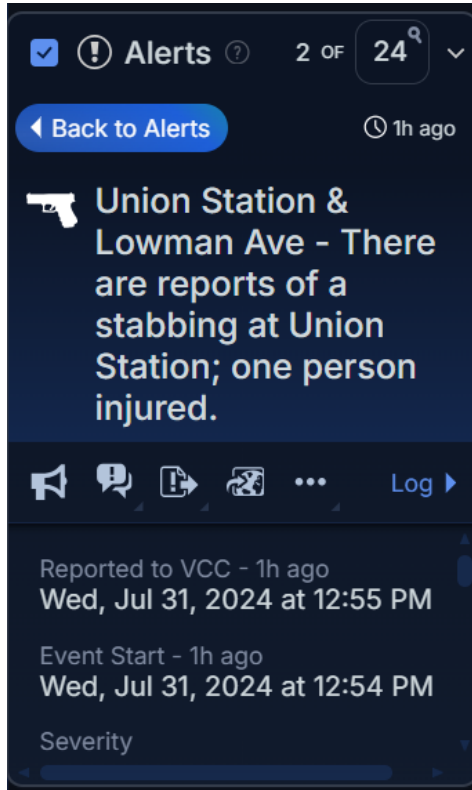 Alerts ? 2 OF 24
Back to Alerts 1h ago
Union Station &
Lowman Ave - There
are reports of a
stabbing at Union
Station; one person
injured.
Log
Reported to VCC - 1h ago
Wed, Jul 31, 2024 at 12:55 PM
Event Start - 1h ago
Wed, Jul 31, 2024 at 12:54 PM
Severity